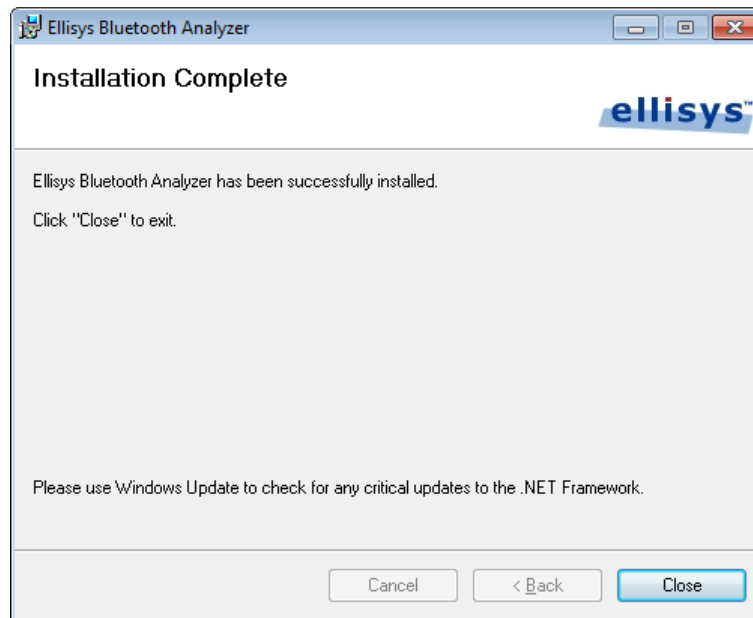 Ellisys Bluetooth Analyzer
Installation Complete
ellisys™
Ellisys Bluetooth Analyzer has been successfully installed.
Click "Close" to exit.
Please use Windows Update to check for any critical updates to the .NET Framework.
Cancel
< Back
Close